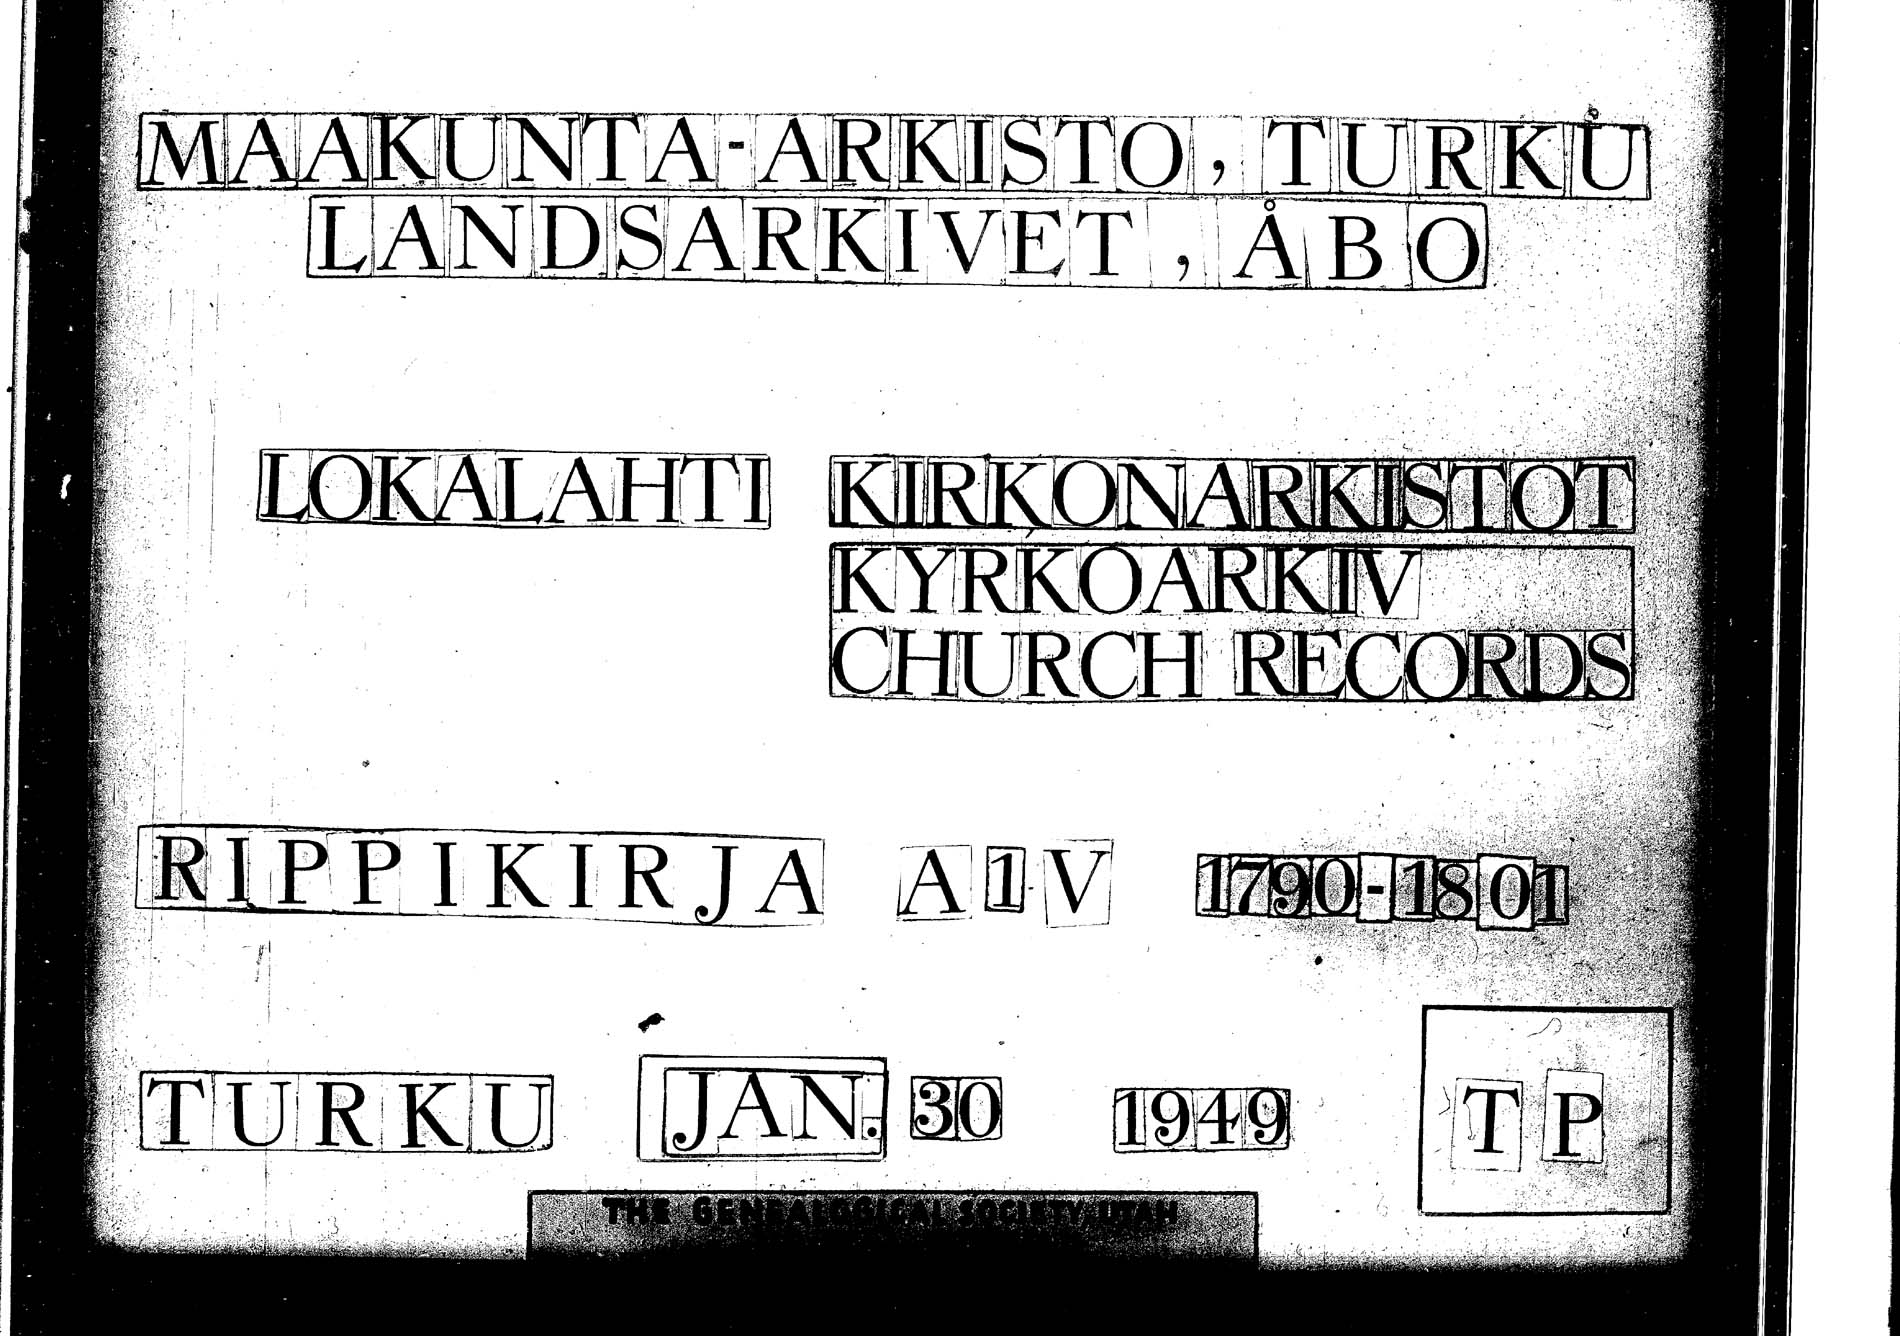 MAAKUNTA-ARKISTO, TURKU
LANDSARKIVET, ÅBO
LOKALAHTI KIRKONARKISTOT
KYRKOARKIV
CHURCH RECORDS
RIPPIKIRJA A1V 1790-1801
TURKU JAN. 30 1949 TP
THE GENEALOGICAL SOCIETY, UTAH